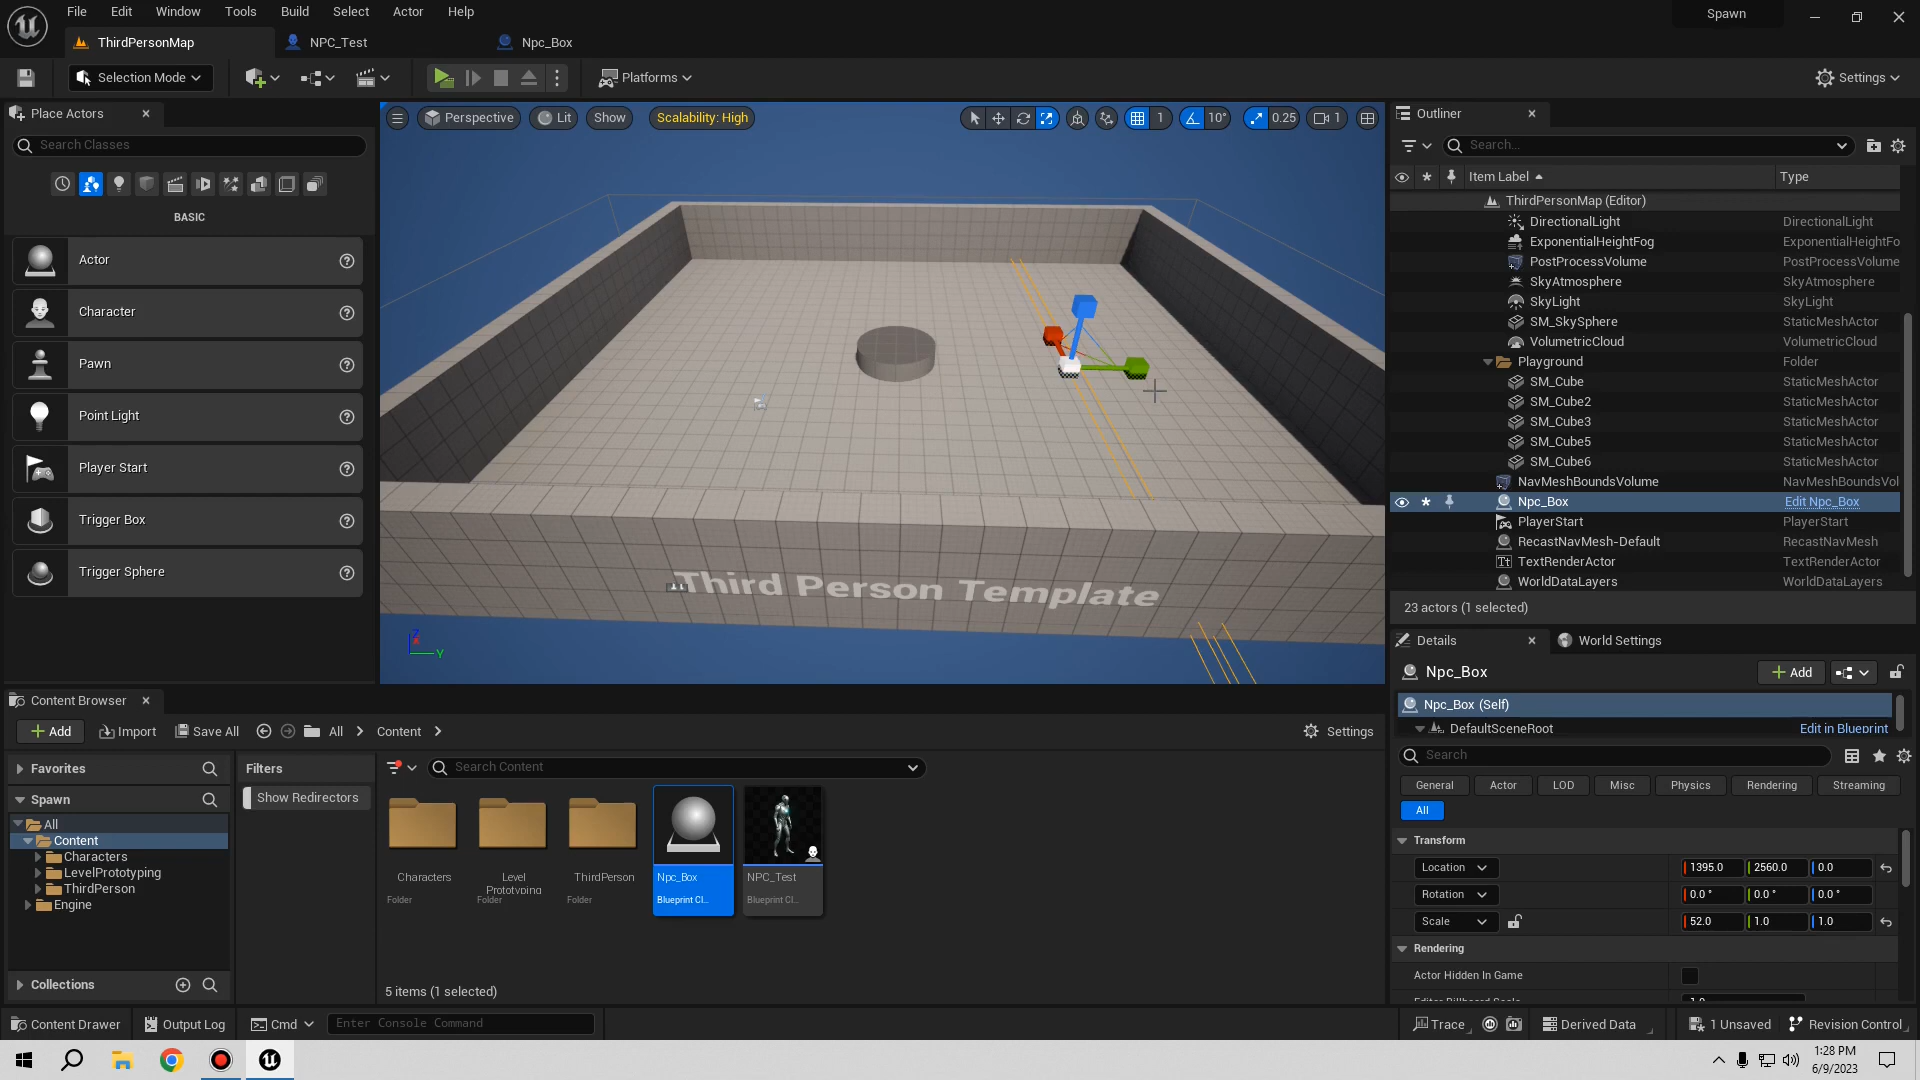 File Edit Window Tools Build Select Actor Help
Spawn
ThirdPersonMap
NPC_Test
Npc_Box
Selection Mode
Platforms
Settings
Place Actors
Search Classes
BASIC
Actor
Character
Pawn
Point Light
Player Start
Trigger Box
Trigger Sphere
Perspective
Lit
Show
Scalability: High
1
10°
0.25
1
Third Person Template
Z
Y
Outliner
Search...
Item Label
Type
ThirdPersonMap (Editor)
DirectionalLight DirectionalLight
ExponentialHeightFog ExponentialHeightFo
PostProcessVolume PostProcessVolume
SkyAtmosphere SkyAtmosphere
SkyLight SkyLight
SM_SkySphere StaticMeshActor
VolumetricCloud VolumetricCloud
Playground Folder
SM_Cube StaticMeshActor
SM_Cube2 StaticMeshActor
SM_Cube3 StaticMeshActor
SM_Cube5 StaticMeshActor
SM_Cube6 StaticMeshActor
NavMeshBoundsVolume NavMeshBoundsVol
Npc_Box Edit Npc_Box
PlayerStart PlayerStart
RecastNavMesh-Default RecastNavMesh
TextRenderActor TextRenderActor
WorldDataLayers WorldDataLayers
23 actors (1 selected)
Details
World Settings
Npc_Box
Add
Npc_Box (Self)
DefaultSceneRoot
Edit in Blueprint
Search
General Actor LOD Misc Physics Rendering Streaming
All
Transform
Location 1395.0 2560.0 0.0
Rotation 0.0 ° 0.0 ° 0.0 °
Scale 52.0 1.0 1.0
Rendering
Actor Hidden In Game
Editor Billboard Scale 1.0
Content Browser
Add Import Save All All Content Settings
Favorites
Spawn
All
Content
Characters
LevelPrototyping
ThirdPerson
Engine
Collections
Filters
Show Redirectors
Search Content
Characters
Folder
Level
Prototyping
Folder
ThirdPerson
Folder
Npc_Box
Blueprint Cl...
NPC_Test
Blueprint Cl...
5 items (1 selected)
Content Drawer Output Log Cmd Enter Console Command
Trace Derived Data 1 Unsaved Revision Control
1:28 PM
6/9/2023